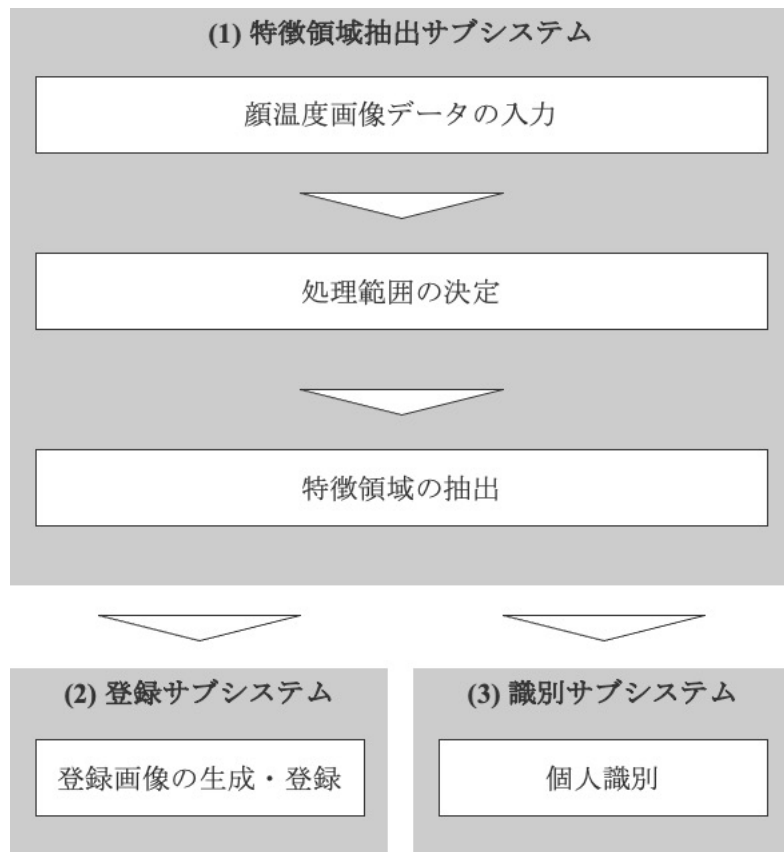 (1) 特徴領域抽出サブシステム
顔温度画像データの入力
処理範囲の決定
特徴領域の抽出
(2) 登録サブシステム
(3) 識別サブシステム
登録画像の生成・登録
個人識別